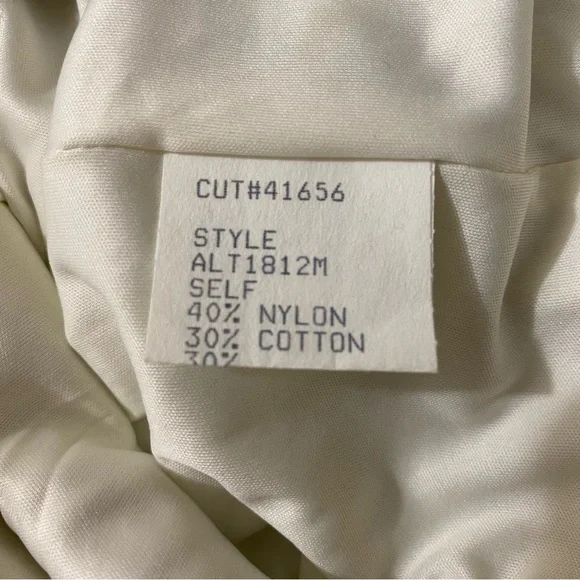 CUT#41656
STYLE
ALT1812M
SELF
40% NYLON
30% COTTON
30%